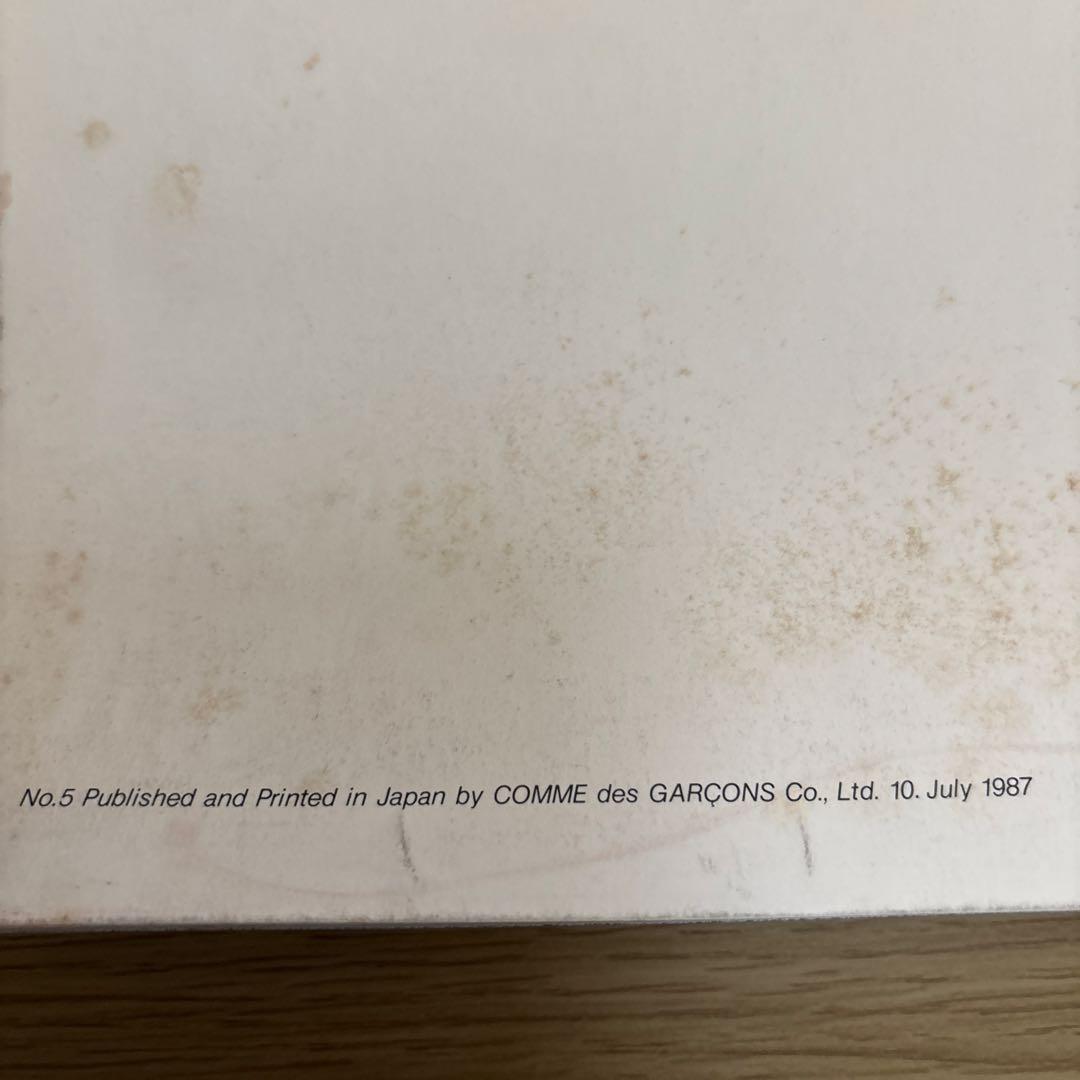 No.5 Published and Printed in Japan by COMME des GARÇONS Co., Ltd. 10. July 1987